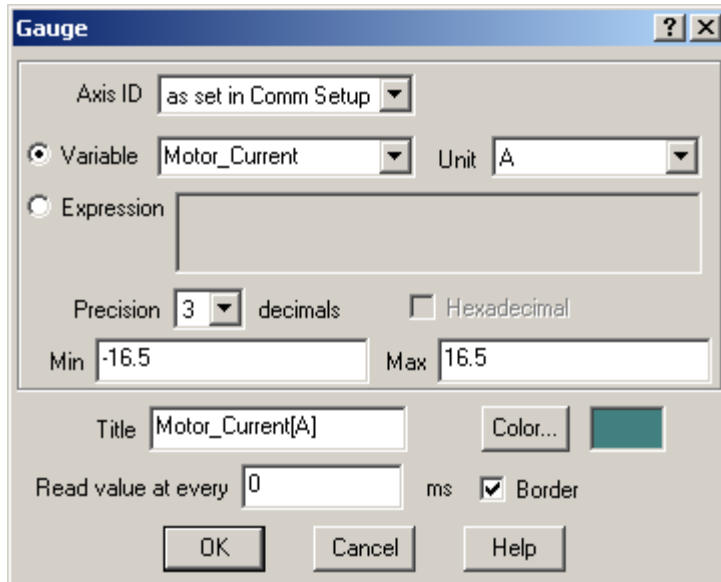 Gauge
Axis ID as set in Comm Setup
Variable Motor_Current Unit A
Expression
Precision 3 decimals Hexadecimal
Min -16.5 Max 16.5
Title Motor_Current[A] Color...
Read value at every 0 ms Border
OK Cancel Help